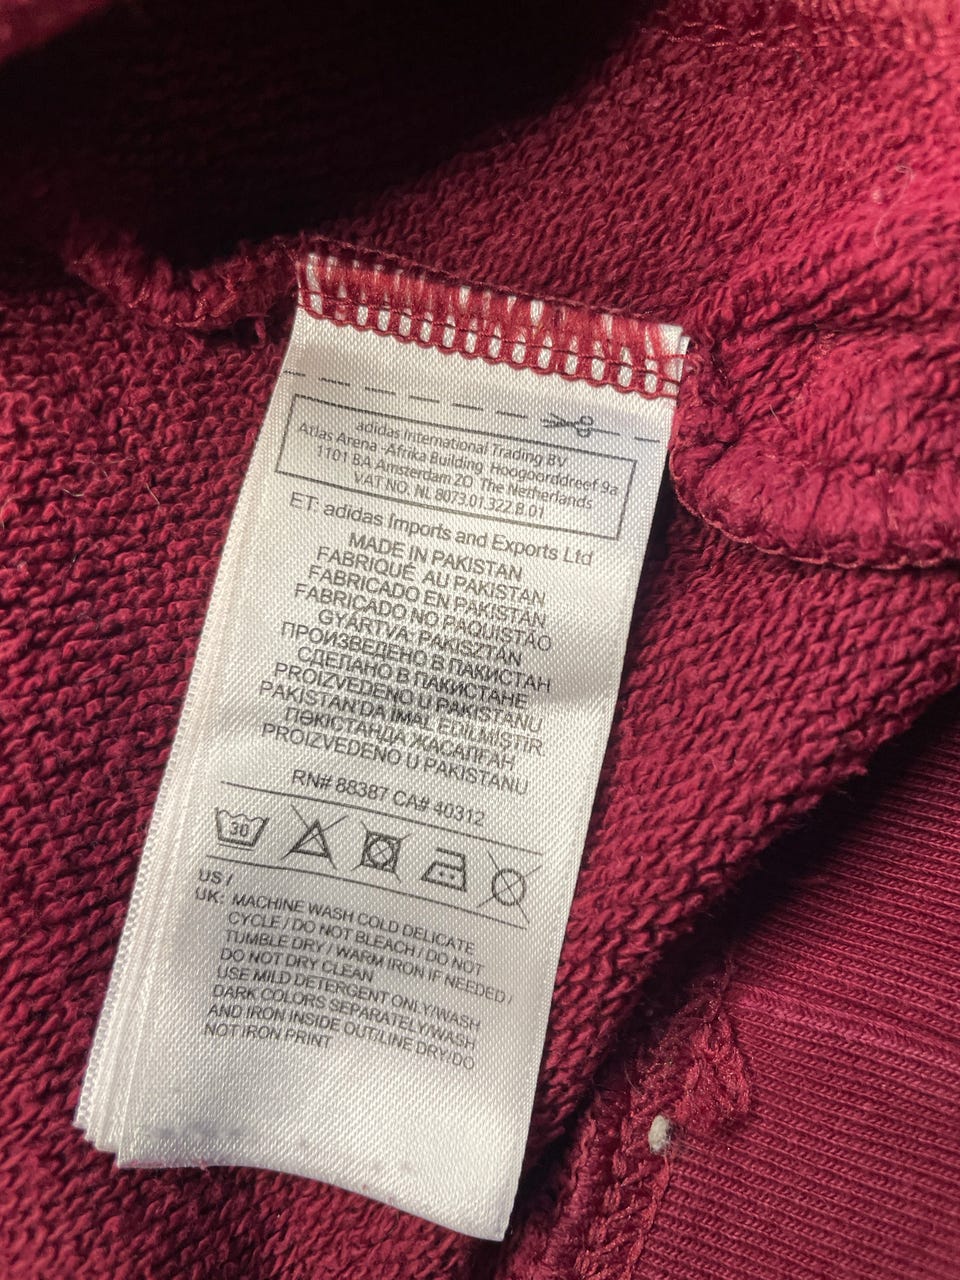 adidas International Trading BV
Atlas Arena -Afrika Building Hoogoorddreef 9a
1101 BA Amsterdam ZO The Netherlands
VAT NO. NL 8073.01.322.B.01
ET: adidas Imports and Exports Ltd
MADE IN PAKISTAN
FABRIQUÉ AU PAKISTAN
FABRICADO EN PAKISTÁN
FABRICADO NO PAQUISTÃO
GYÁRTVA: PAKISZTÁN
ПРОИЗВЕДЕНО В ПАКИСТАН
СДЕЛАНО В ПАКИСТАНЕ
PROIZVEDENO U PAKISTANU
PAKISTAN'DA IMAL EDILMIŞTIR
ПӘКІСТАНДА ЖАСАЛҒАН
PROIZVEDENO U PAKISTANU
RN# 88387 CA# 40312
30
US /
UK: MACHINE WASH COLD DELICATE
CYCLE / DO NOT BLEACH / DO NOT
TUMBLE DRY / WARM IRON IF NEEDED /
DO NOT DRY CLEAN
USE MILD DETERGENT ONLY/WASH
DARK COLORS SEPARATELY/WASH
AND IRON INSIDE OUT/LINE DRY/DO
NOT IRON PRINT